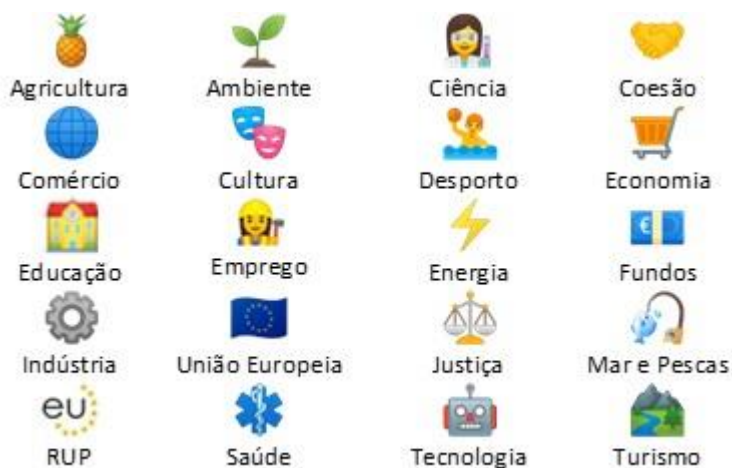 Agricultura Ambiente Ciência Coesão
Comércio Cultura Desporto Economia
Educação Emprego Energia Fundos
Indústria União Europeia Justiça Mar e Pescas
eu
RUP Saúde Tecnologia Turismo